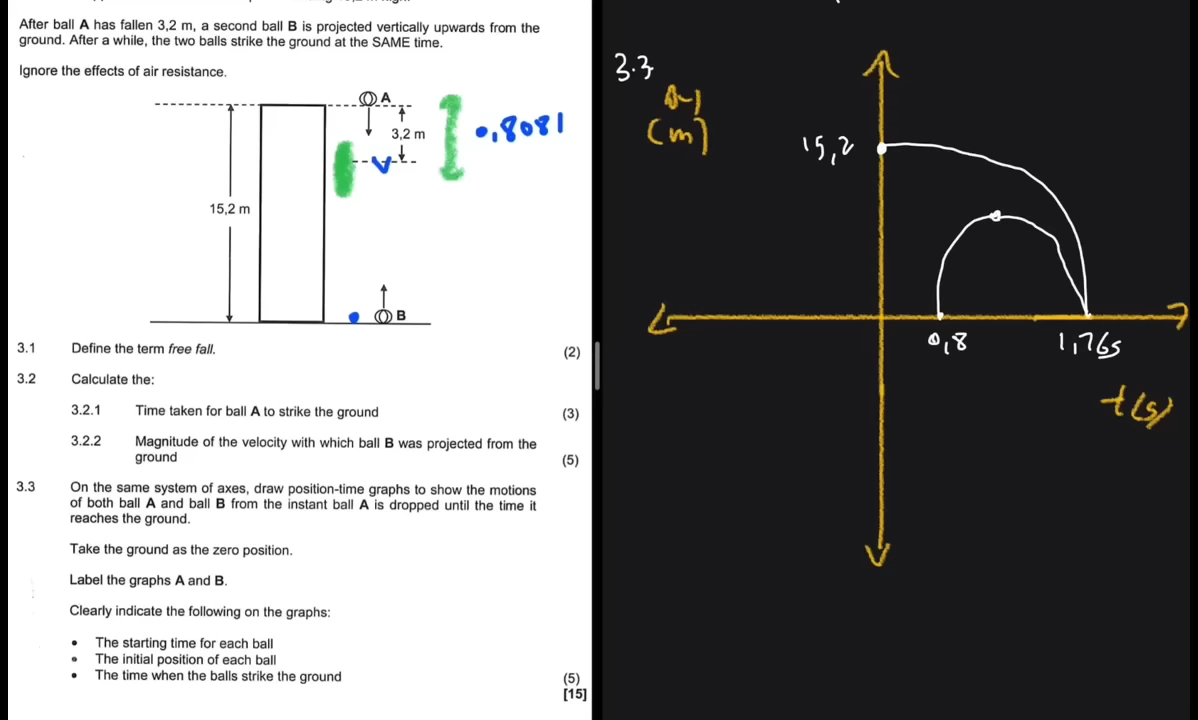 After ball A has fallen 3,2 m, a second ball B is projected vertically upwards from the
ground. After a while, the two balls strike the ground at the SAME time.
Ignore the effects of air resistance.
A
3,2 m
0,8081
v
15,2 m
B
3.1 Define the term free fall. (2)
3.2 Calculate the:
3.2.1 Time taken for ball A to strike the ground (3)
3.2.2 Magnitude of the velocity with which ball B was projected from the
ground (5)
3.3 On the same system of axes, draw position-time graphs to show the motions
of both ball A and ball B from the instant ball A is dropped until the time it
reaches the ground.
Take the ground as the zero position.
Label the graphs A and B.
Clearly indicate the following on the graphs:
• The starting time for each ball
• The initial position of each ball
• The time when the balls strike the ground (5)
[15]
3.3
(m)
15,2
0,8
1,76s
t(s)